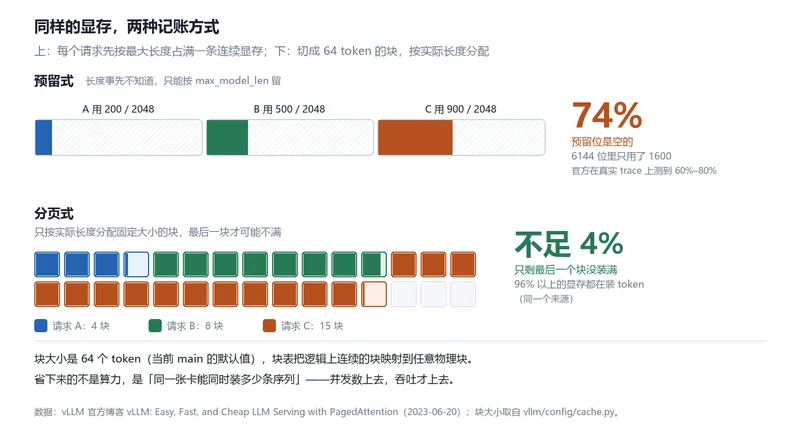 同样的显存，两种记账方式
上：每个请求先按最大长度占满一条连续显存；下：切成 64 token 的块，按实际长度分配
预留式 长度事先不知道，只能按 max_model_len 留
A 用 200 / 2048
B 用 500 / 2048
C 用 900 / 2048
74%
预留位是空的
6144 位里只用了 1600
官方在真实 trace 上测到 60%–80%
分页式
只按实际长度分配固定大小的块，最后一块才可能不满
不足 4%
只剩最后一个块没装满
96% 以上的显存都在装 token
（同一个来源）
请求 A：4 块
请求 B：8 块
请求 C：15 块
块大小是 64 个 token（当前 main 的默认值），块表把逻辑上连续的块映射到任意物理块。
省下来的不是算力，是「同一张卡能同时装多少条序列」——并发数上去，吞吐才上去。
数据：vLLM 官方博客 vLLM: Easy, Fast, and Cheap LLM Serving with PagedAttention（2023-06-20）；块大小取自 vllm/config/cache.py。